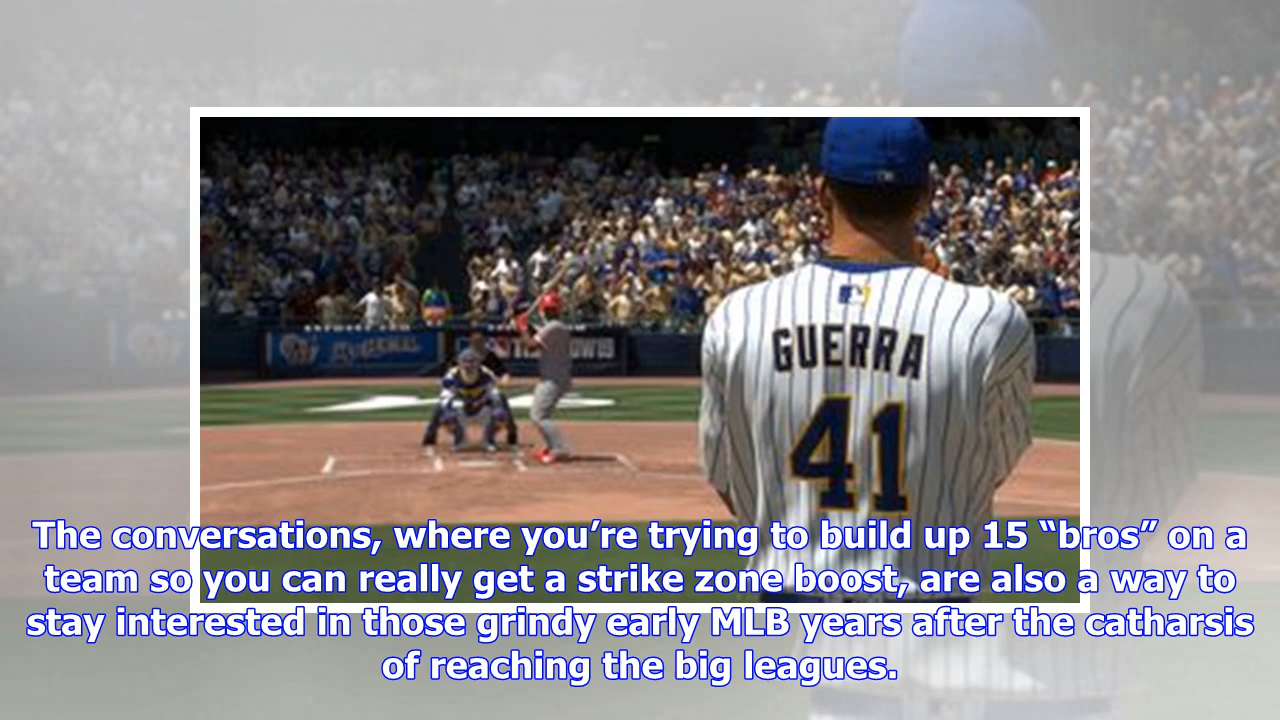 GUERRA
41
The conversations, where you’re trying to build up 15 “bros” on a
team so you can really get a strike zone boost, are also a way to
stay interested in those grindy early MLB years after the catharsis
of reaching the big leagues.